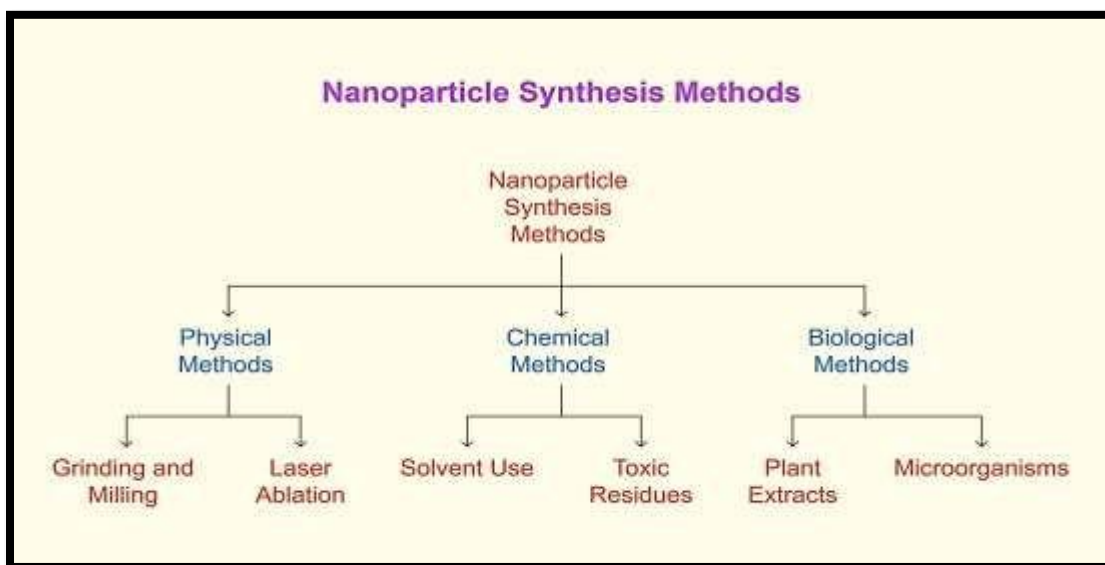 Nanoparticle Synthesis Methods
Nanoparticle
Synthesis
Methods
Physical
Methods
Chemical
Methods
Biological
Methods
Grinding and
Milling
Laser
Ablation
Solvent Use
Toxic
Residues
Plant
Extracts
Microorganisms